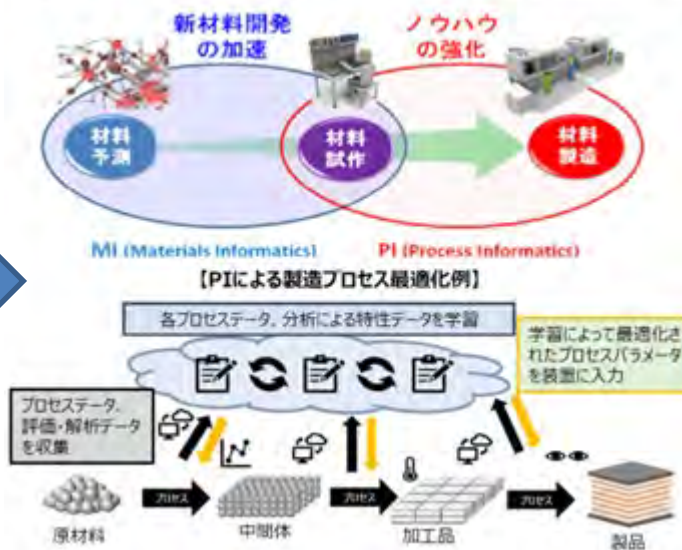 新材料開発
の加速
ノウハウ
の強化
材料
予測
材料
試作
材料
製造
MI (Materials Informatics)
PI (Process Informatics)
【PIによる製造プロセス最適化例】
各プロセスデータ、分析による特性データを学習
学習によって最適化さ
れたプロセスパラメータ
を装置に入力
プロセスデータ、
評価・解析データ
を収集
プロセス
プロセス
プロセス
原材料
中間体
加工品
製品